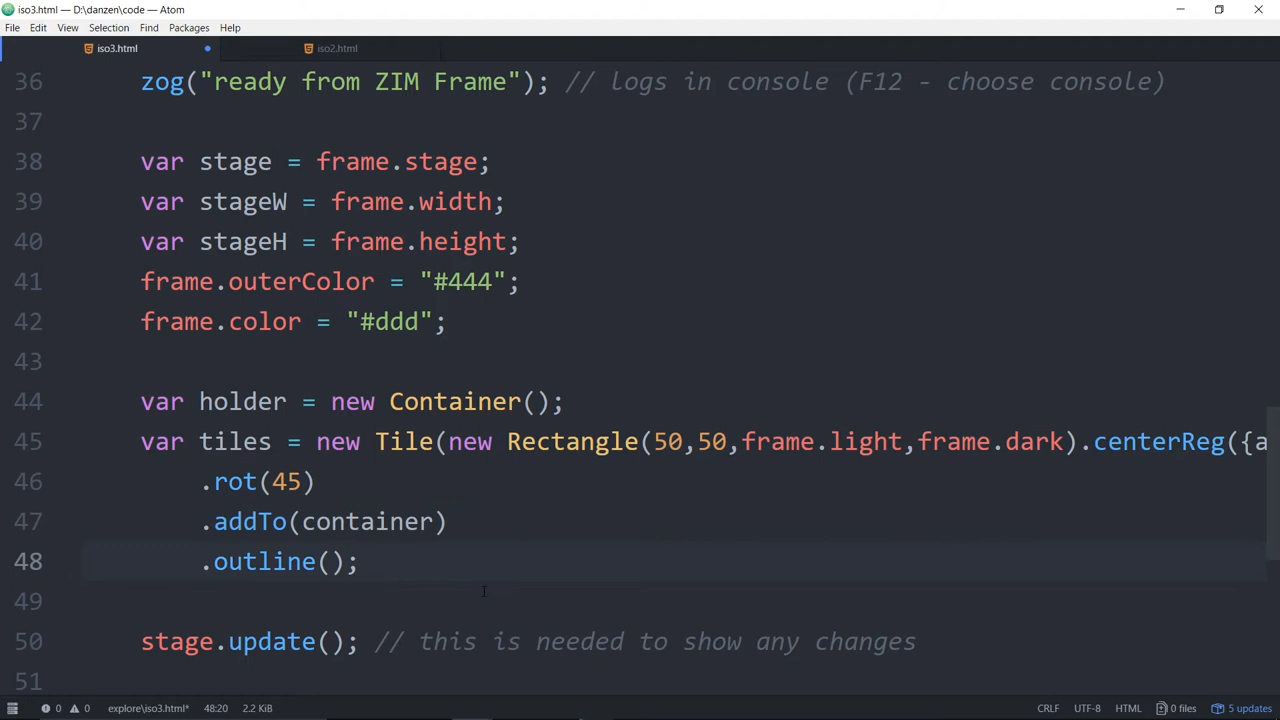 iso3.html — D:\danzen\code — Atom
File Edit View Selection Find Packages Help
iso3.html iso2.html
36 zog("ready from ZIM Frame"); // logs in console (F12 - choose console)
37
38 var stage = frame.stage;
39 var stageW = frame.width;
40 var stageH = frame.height;
41 frame.outerColor = "#444";
42 frame.color = "#ddd";
43
44 var holder = new Container();
45 var tiles = new Tile(new Rectangle(50,50,frame.light,frame.dark).centerReg({a
46 .rot(45)
47 .addTo(container)
48 .outline();
49
50 stage.update(); // this is needed to show any changes
51
0 0 explore\iso3.html* 48:20 2.2 KiB CRLF UTF-8 HTML 0 files 5 updates